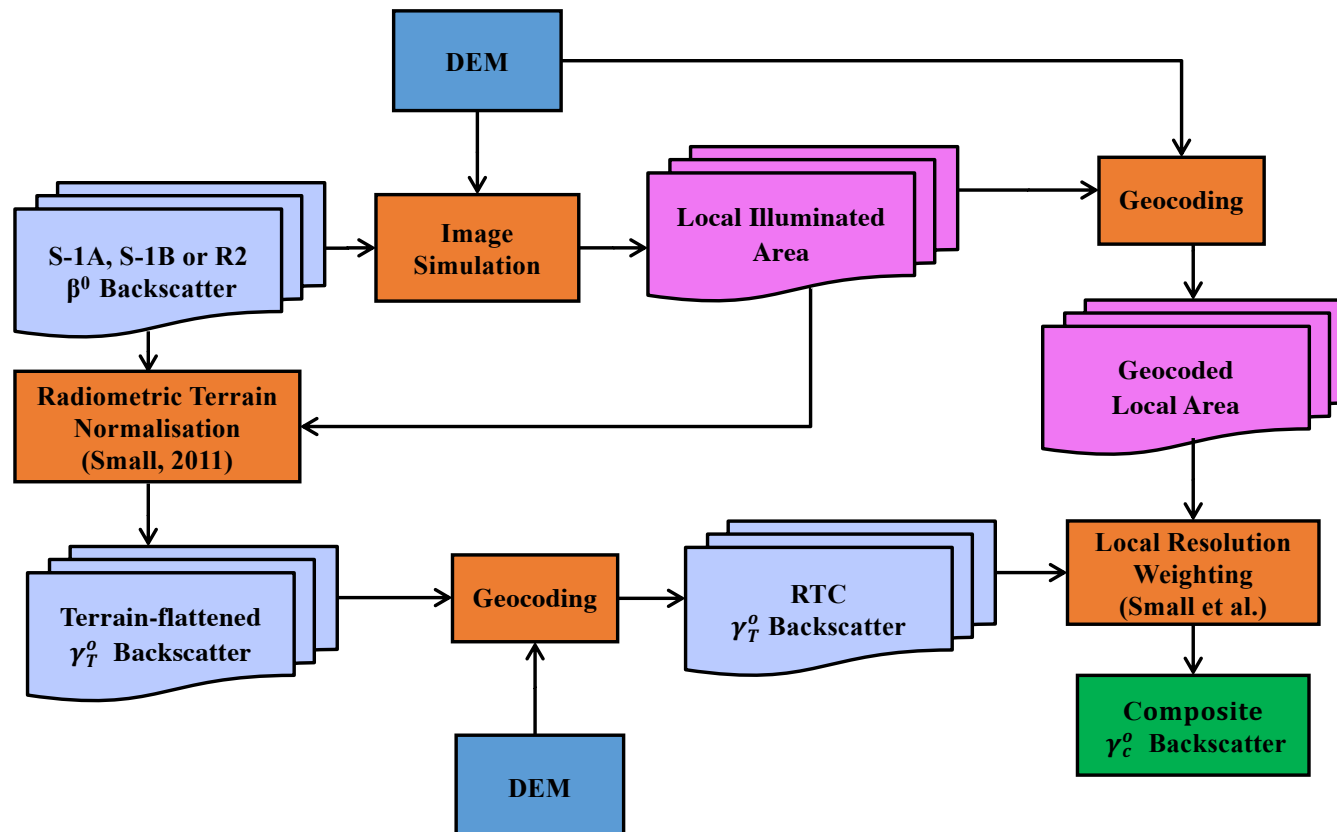 DEM
S-1A, S-1B or R2
β⁰ Backscatter
Image
Simulation
Local Illuminated
Area
Geocoding
Radiometric Terrain
Normalisation
(Small, 2011)
Geocoded
Local Area
Terrain-flattened
γ_T^o Backscatter
Geocoding
RTC
γ_T^o Backscatter
Local Resolution
Weighting
(Small et al.)
DEM
Composite
γ_c^o Backscatter